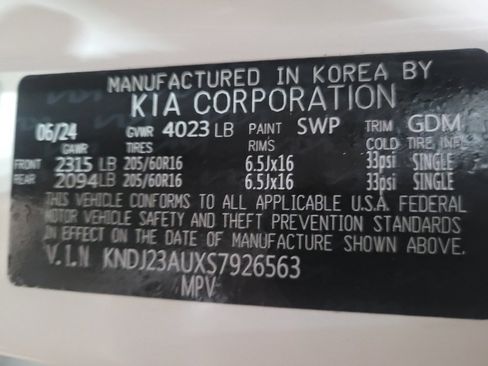 MANUFACTURED IN KOREA BY
KIA CORPORATION
06/24 GVWR 4023 LB PAINT SWP TRIM GDM
GAWR TIRES RIMS COLD TIRE INFL
FRONT 2315 LB 205/60R16 6.5Jx16 33psi SINGLE
REAR 2094LB 205/60R16 6.5Jx16 33psi SINGLE
THIS VEHICLE CONFORMS TO ALL APPLICABLE U.S.A. FEDERAL
MOTOR VEHICLE SAFETY AND THEFT PREVENTION STANDARDS
IN EFFECT ON THE DATE OF MANUFACTURE SHOWN ABOVE.
V.I.N KNDJ23AUXS7926563
MPV